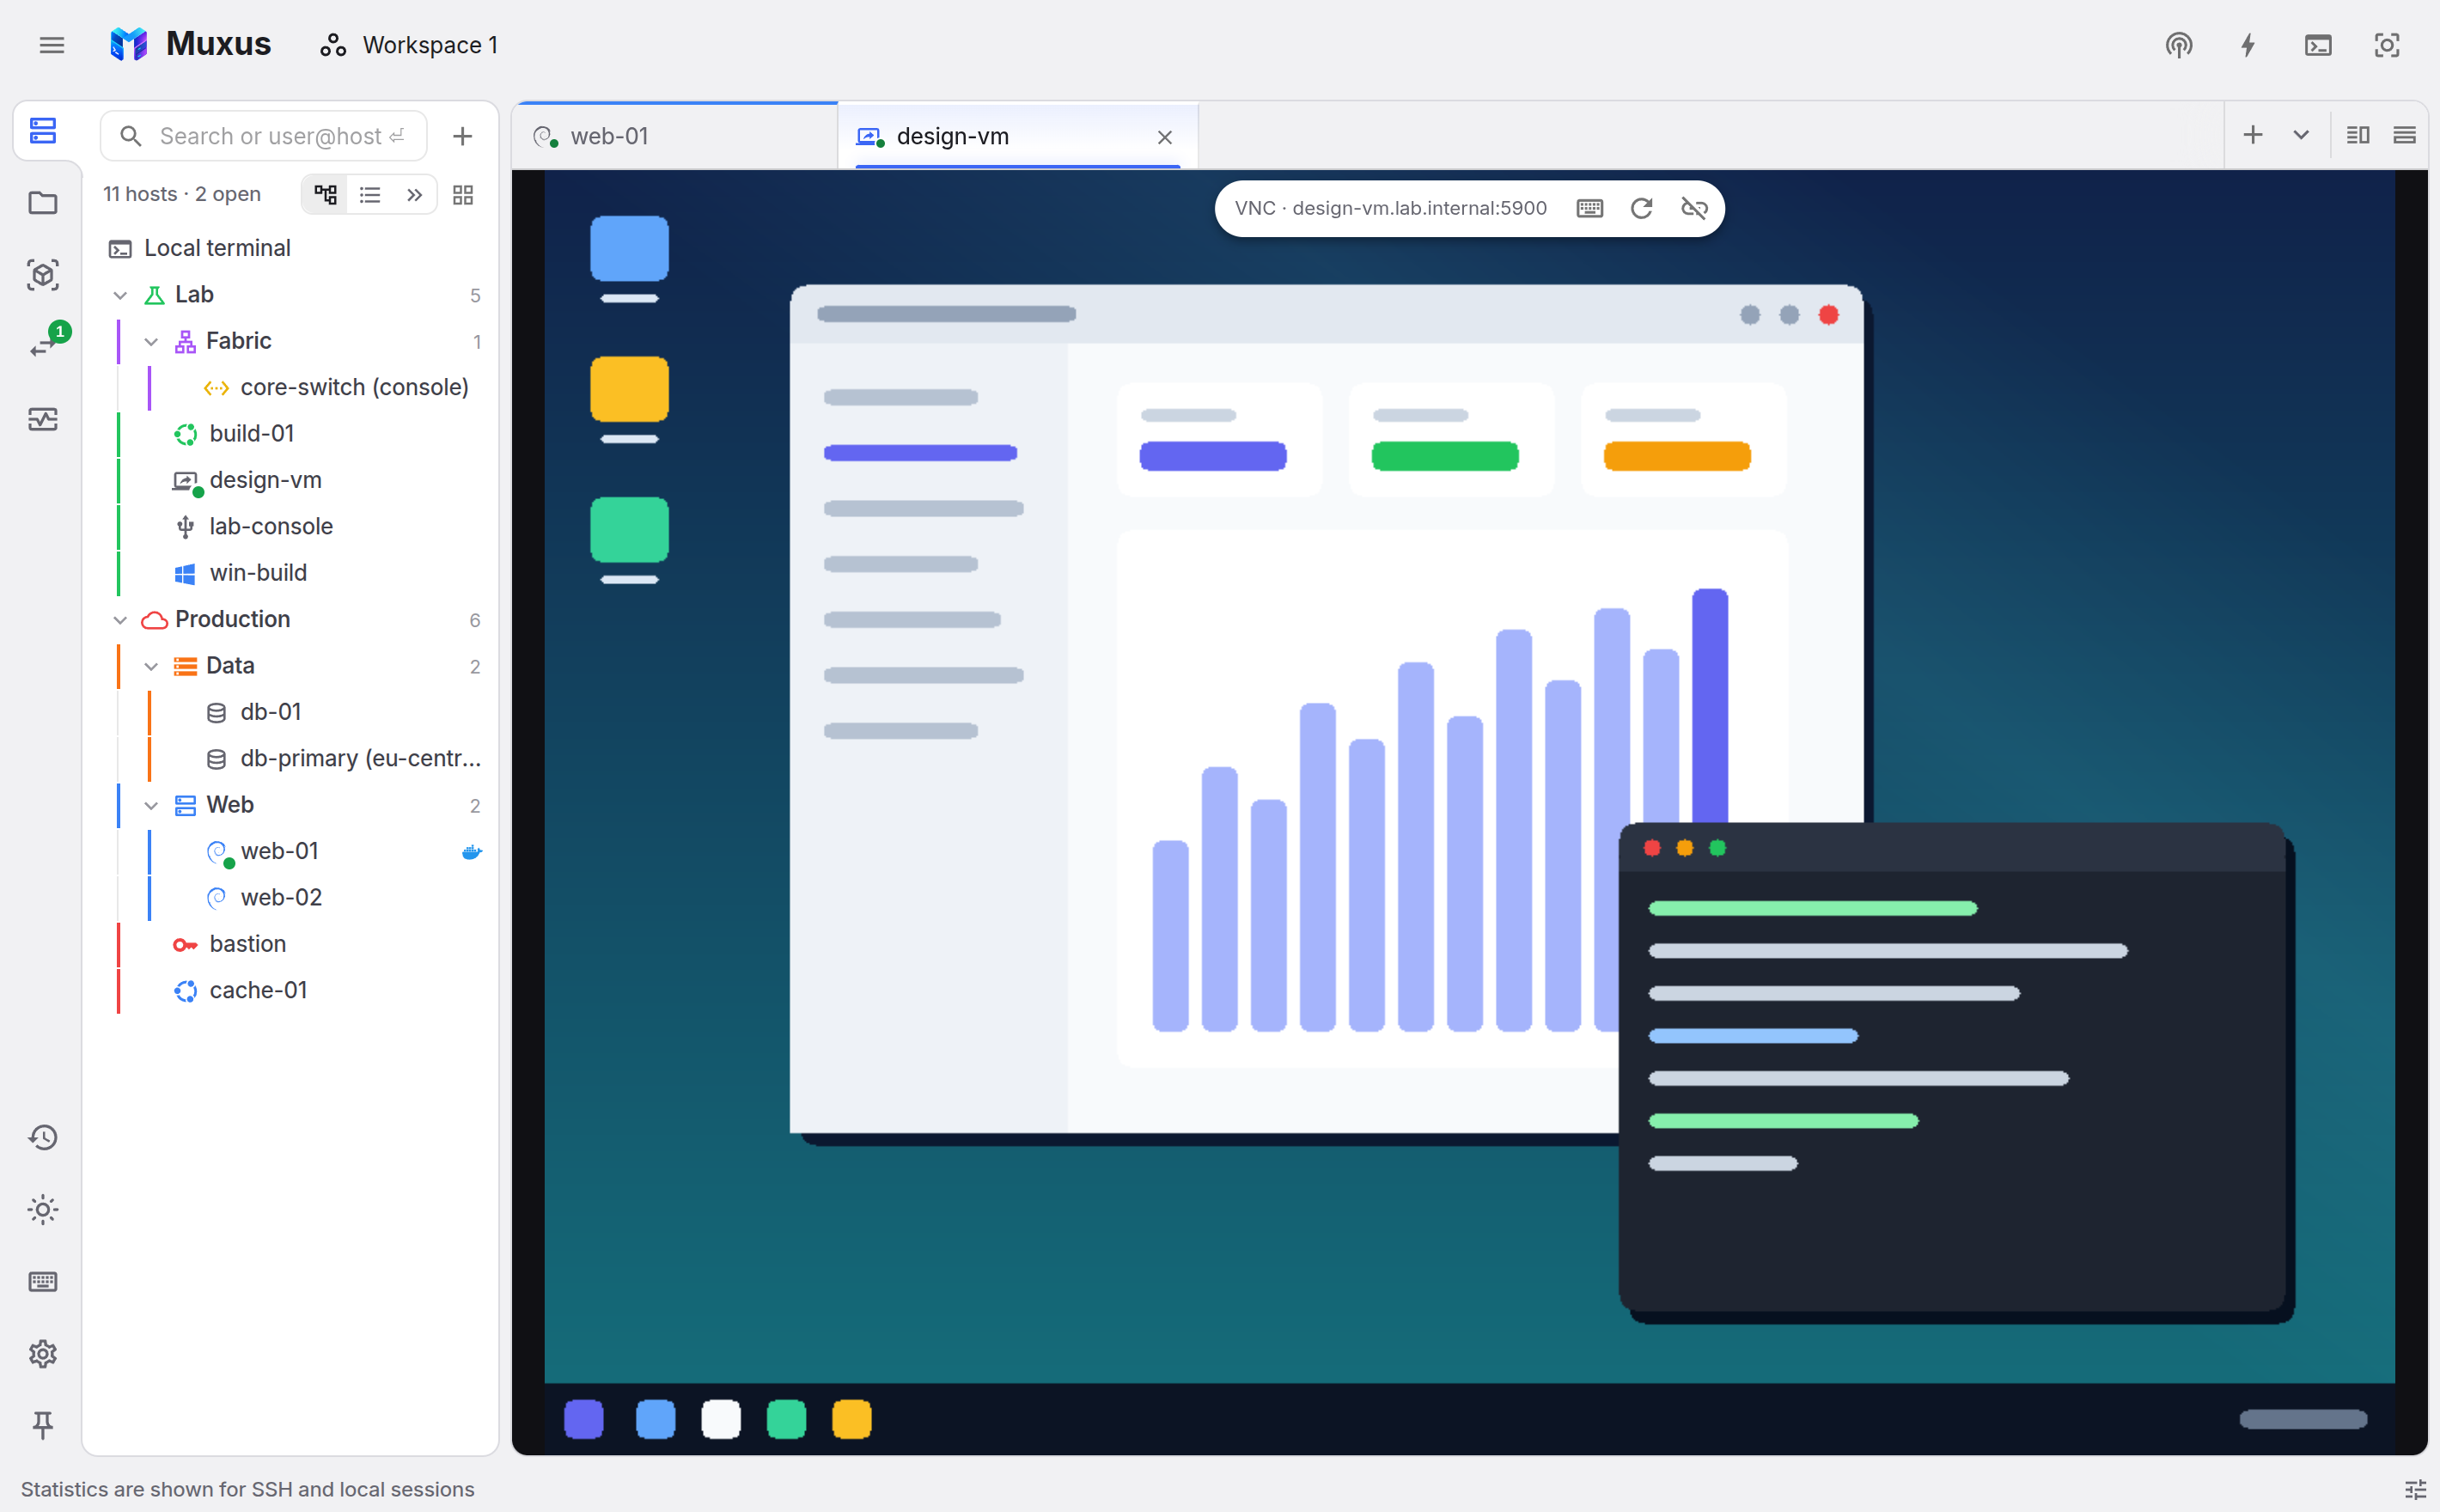 Muxus
Workspace 1
Search or user@host ⏎
11 hosts · 2 open
Local terminal
Lab 5
Fabric 1
core-switch (console)
build-01
design-vm
lab-console
win-build
Production 6
Data 2
db-01
db-primary (eu-centr...
Web 2
web-01
web-02
bastion
cache-01
1
web-01
design-vm
VNC · design-vm.lab.internal:5900
Statistics are shown for SSH and local sessions